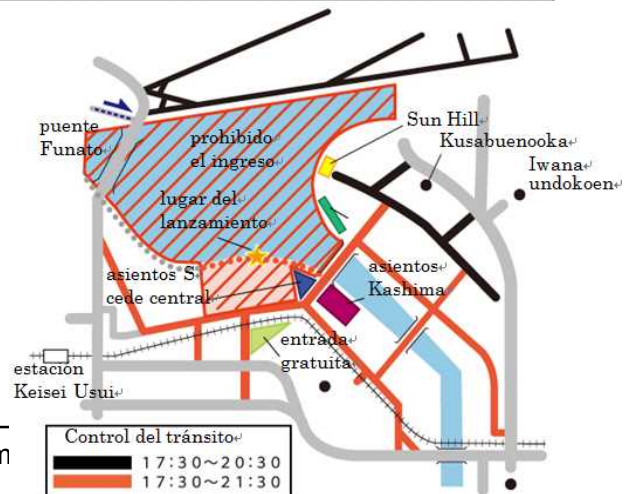 puente
Funato
prohibido
el ingreso
Sun Hill
Kusabuenooka
Iwana
undokoen
lugar del
lanzamiento
asientos S
cede central
asientos
Kashima
entrada
gratuita
estación
Keisei Usui
Control del tránsito
17:30～20:30
17:30～21:30